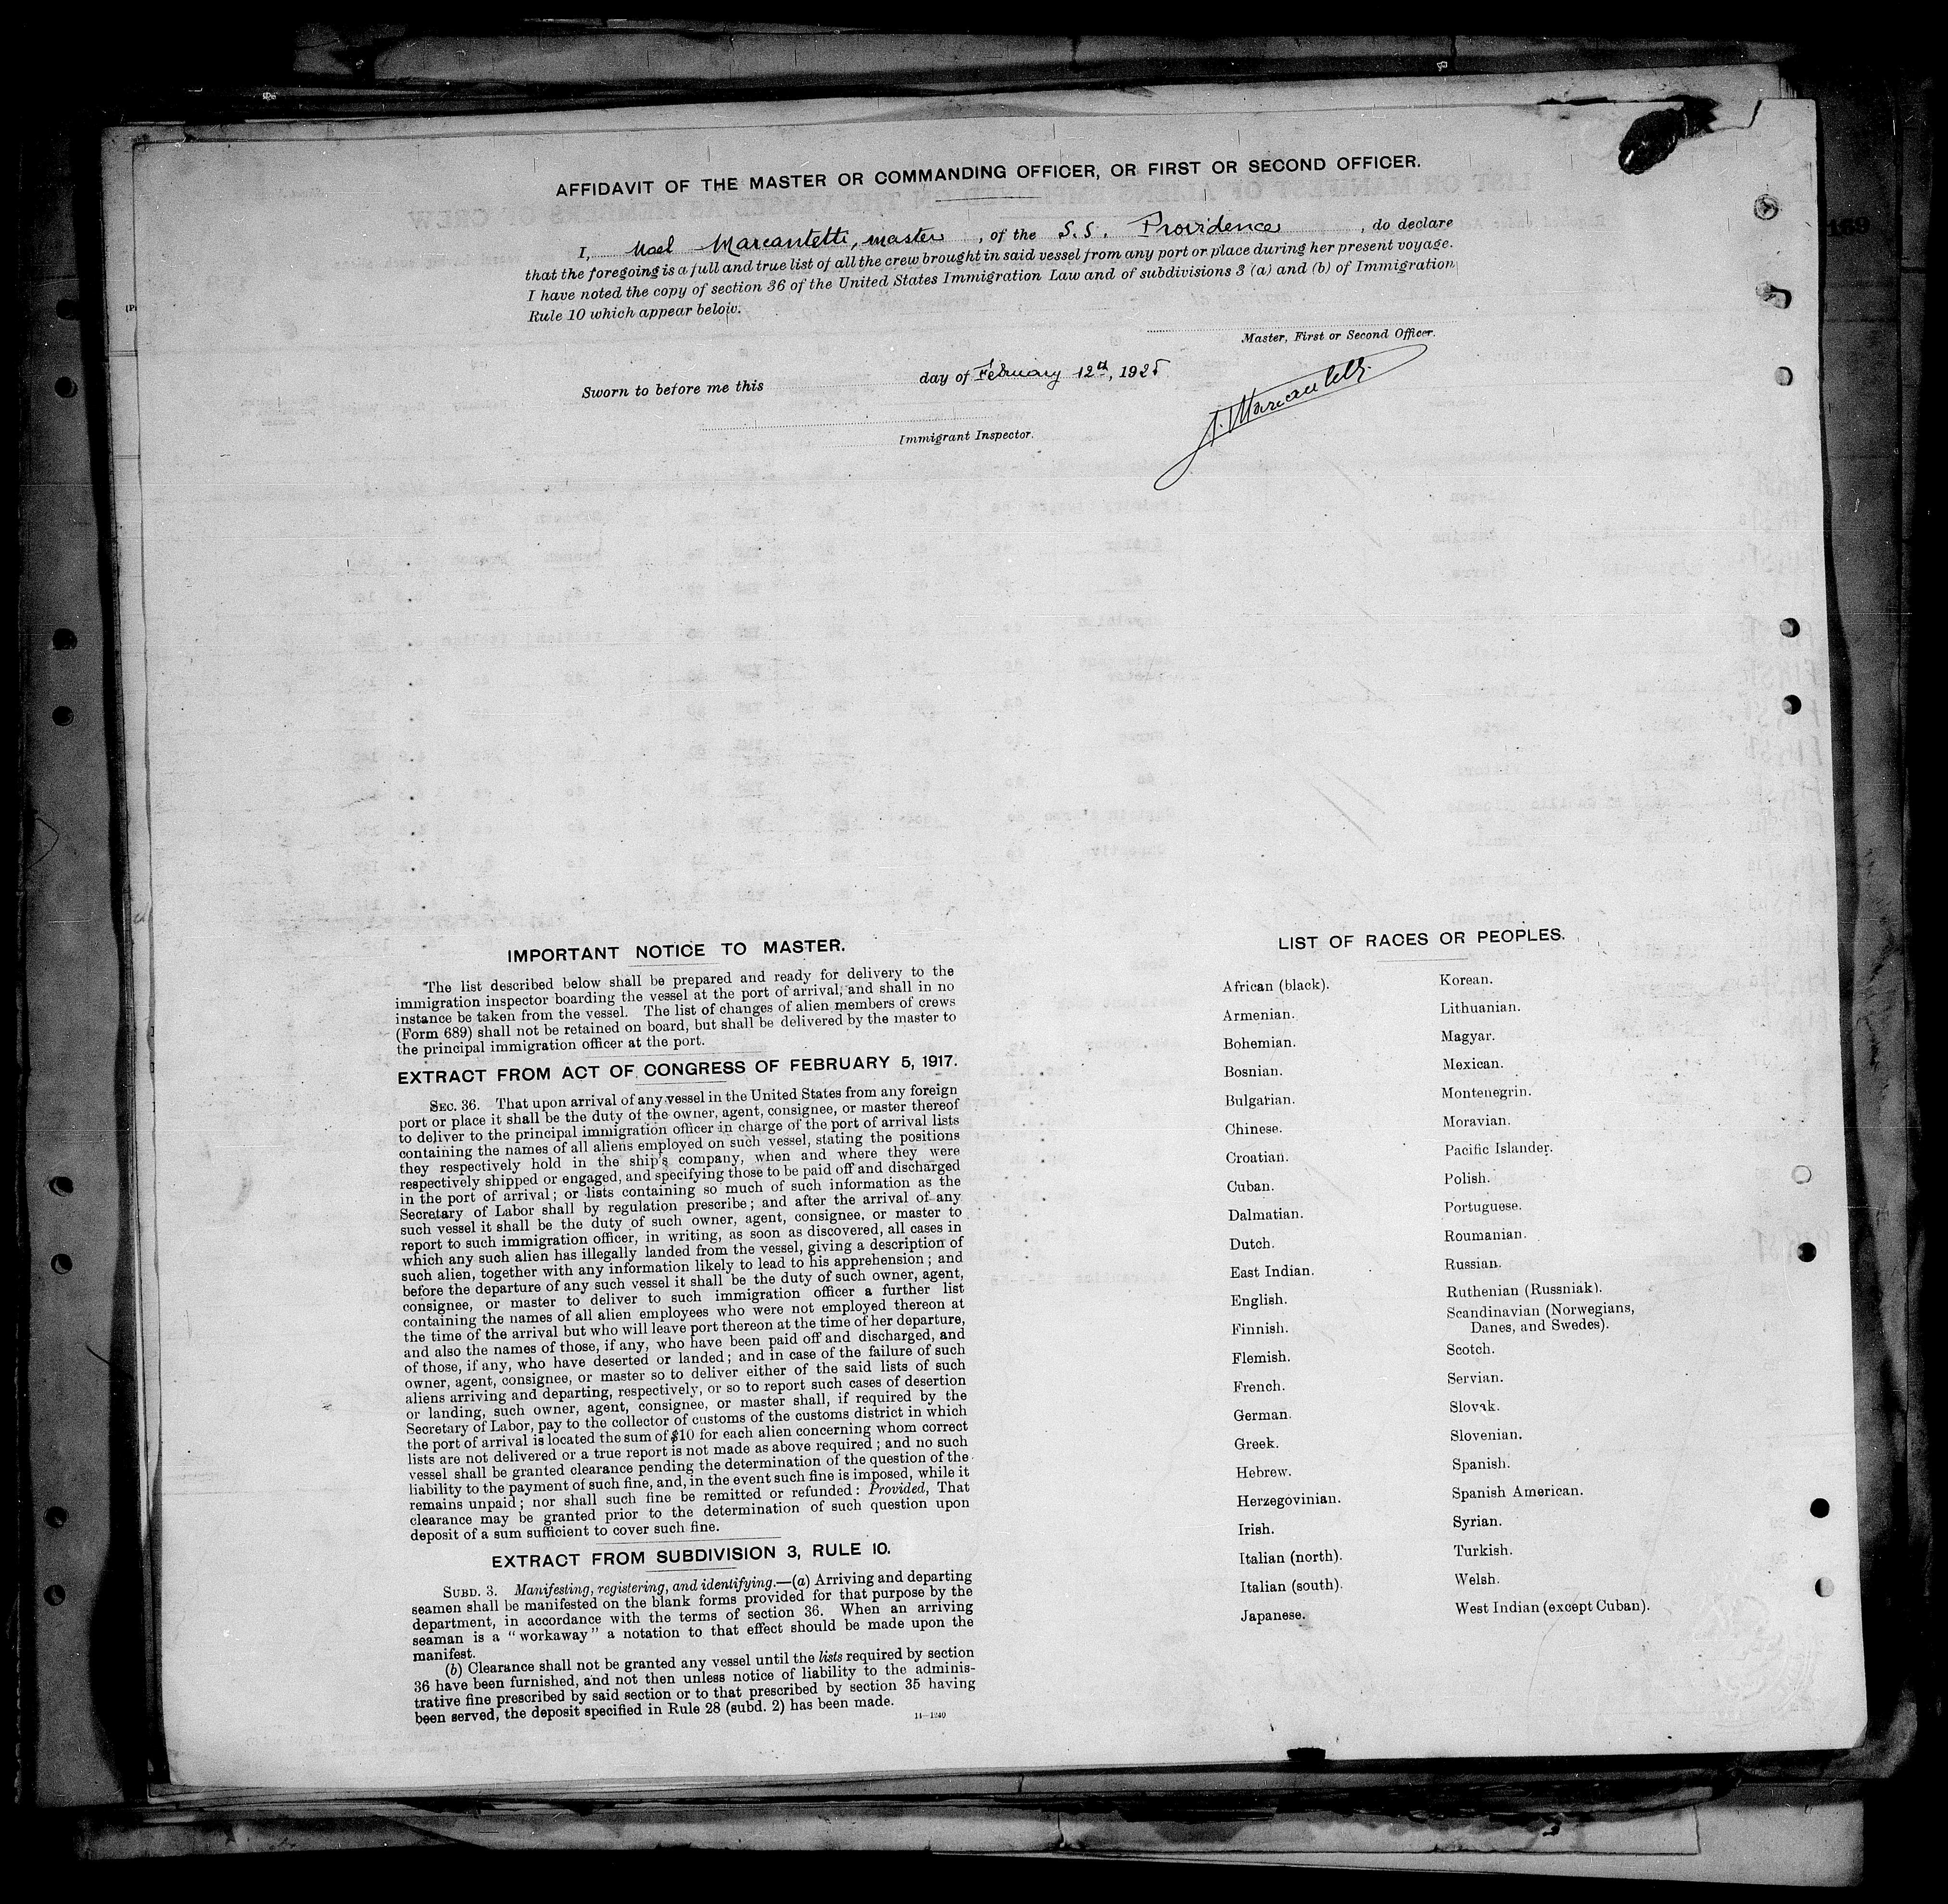 AFFIDAVIT OF THE MASTER OR COMMANDING OFFICER, OR FIRST OR SECOND OFFICER.
I, Noel Marcantetti, master, of the S.S. Providence, do declare
that the foregoing is a full and true list of all the crew brought in said vessel from any port or place during her present voyage.
I have noted the copy of section 36 of the United States Immigration Law and of subdivisions 3 (a) and (b) of Immigration
Rule 10 which appear below.
Master, First or Second Officer.
Sworn to before me this day of February 12th, 1925
Immigrant Inspector.
169
IMPORTANT NOTICE TO MASTER.
The list described below shall be prepared and ready for delivery to the
immigration inspector boarding the vessel at the port of arrival, and shall in no
instance be taken from the vessel. The list of changes of alien members of crews
(Form 689) shall not be retained on board, but shall be delivered by the master to
the principal immigration officer at the port.
EXTRACT FROM ACT OF CONGRESS OF FEBRUARY 5, 1917.
SEC. 36. That upon arrival of any vessel in the United States from any foreign
port or place it shall be the duty of the owner, agent, consignee, or master thereof
to deliver to the principal immigration officer in charge of the port of arrival lists
containing the names of all aliens employed on such vessel, stating the positions
they respectively hold in the ship's company, when and where they were
respectively shipped or engaged, and specifying those to be paid off and discharged
in the port of arrival; or lists containing so much of such information as the
Secretary of Labor shall by regulation prescribe; and after the arrival of any
such vessel it shall be the duty of such owner, agent, consignee, or master to
report to such immigration officer, in writing, as soon as discovered, all cases in
which any such alien has illegally landed from the vessel, giving a description of
such alien, together with any information likely to lead to his apprehension; and
before the departure of any such vessel it shall be the duty of such owner, agent,
consignee, or master to deliver to such immigration officer a further list
containing the names of all alien employees who were not employed thereon at
the time of the arrival but who will leave port thereon at the time of her departure,
and also the names of those, if any, who have been paid off and discharged, and
of those, if any, who have deserted or landed; and in case of the failure of such
owner, agent, consignee, or master so to deliver either of the said lists of such
aliens arriving and departing, respectively, or so to report such cases of desertion
or landing, such owner, agent, consignee, or master shall, if required by the
Secretary of Labor, pay to the collector of customs of the customs district in which
the port of arrival is located the sum of $10 for each alien concerning whom correct
lists are not delivered or a true report is not made as above required; and no such
vessel shall be granted clearance pending the determination of the question of the
liability to the payment of such fine, and, in the event such fine is imposed, while it
remains unpaid; nor shall such fine be remitted or refunded: Provided, That
clearance may be granted prior to the determination of such question upon
deposit of a sum sufficient to cover such fine.
EXTRACT FROM SUBDIVISION 3, RULE 10.
SUBD. 3. Manifesting, registering, and identifying.—(a) Arriving and departing
seamen shall be manifested on the blank forms provided for that purpose by the
department, in accordance with the terms of section 36. When an arriving
seaman is a "workaway" a notation to that effect should be made upon the
manifest.
(b) Clearance shall not be granted any vessel until the lists required by section
36 have been furnished, and not then unless notice of liability to the adminis-
trative fine prescribed by said section or to that prescribed by section 35 having
been served, the deposit specified in Rule 28 (subd. 2) has been made.
14—1240
LIST OF RACES OR PEOPLES.
African (black).
Armenian.
Bohemian.
Bosnian.
Bulgarian.
Chinese.
Croatian.
Cuban.
Dalmatian.
Dutch.
East Indian.
English.
Finnish.
Flemish.
French.
German.
Greek.
Hebrew.
Herzegovinian.
Irish.
Italian (north).
Italian (south).
Japanese.
Korean.
Lithuanian.
Magyar.
Mexican.
Montenegrin.
Moravian.
Pacific Islander.
Polish.
Portuguese.
Roumanian.
Russian.
Ruthenian (Russniak).
Scandinavian (Norwegians,
Danes, and Swedes).
Scotch.
Servian.
Slovak.
Slovenian.
Spanish.
Spanish American.
Syrian.
Turkish.
Welsh.
West Indian (except Cuban).